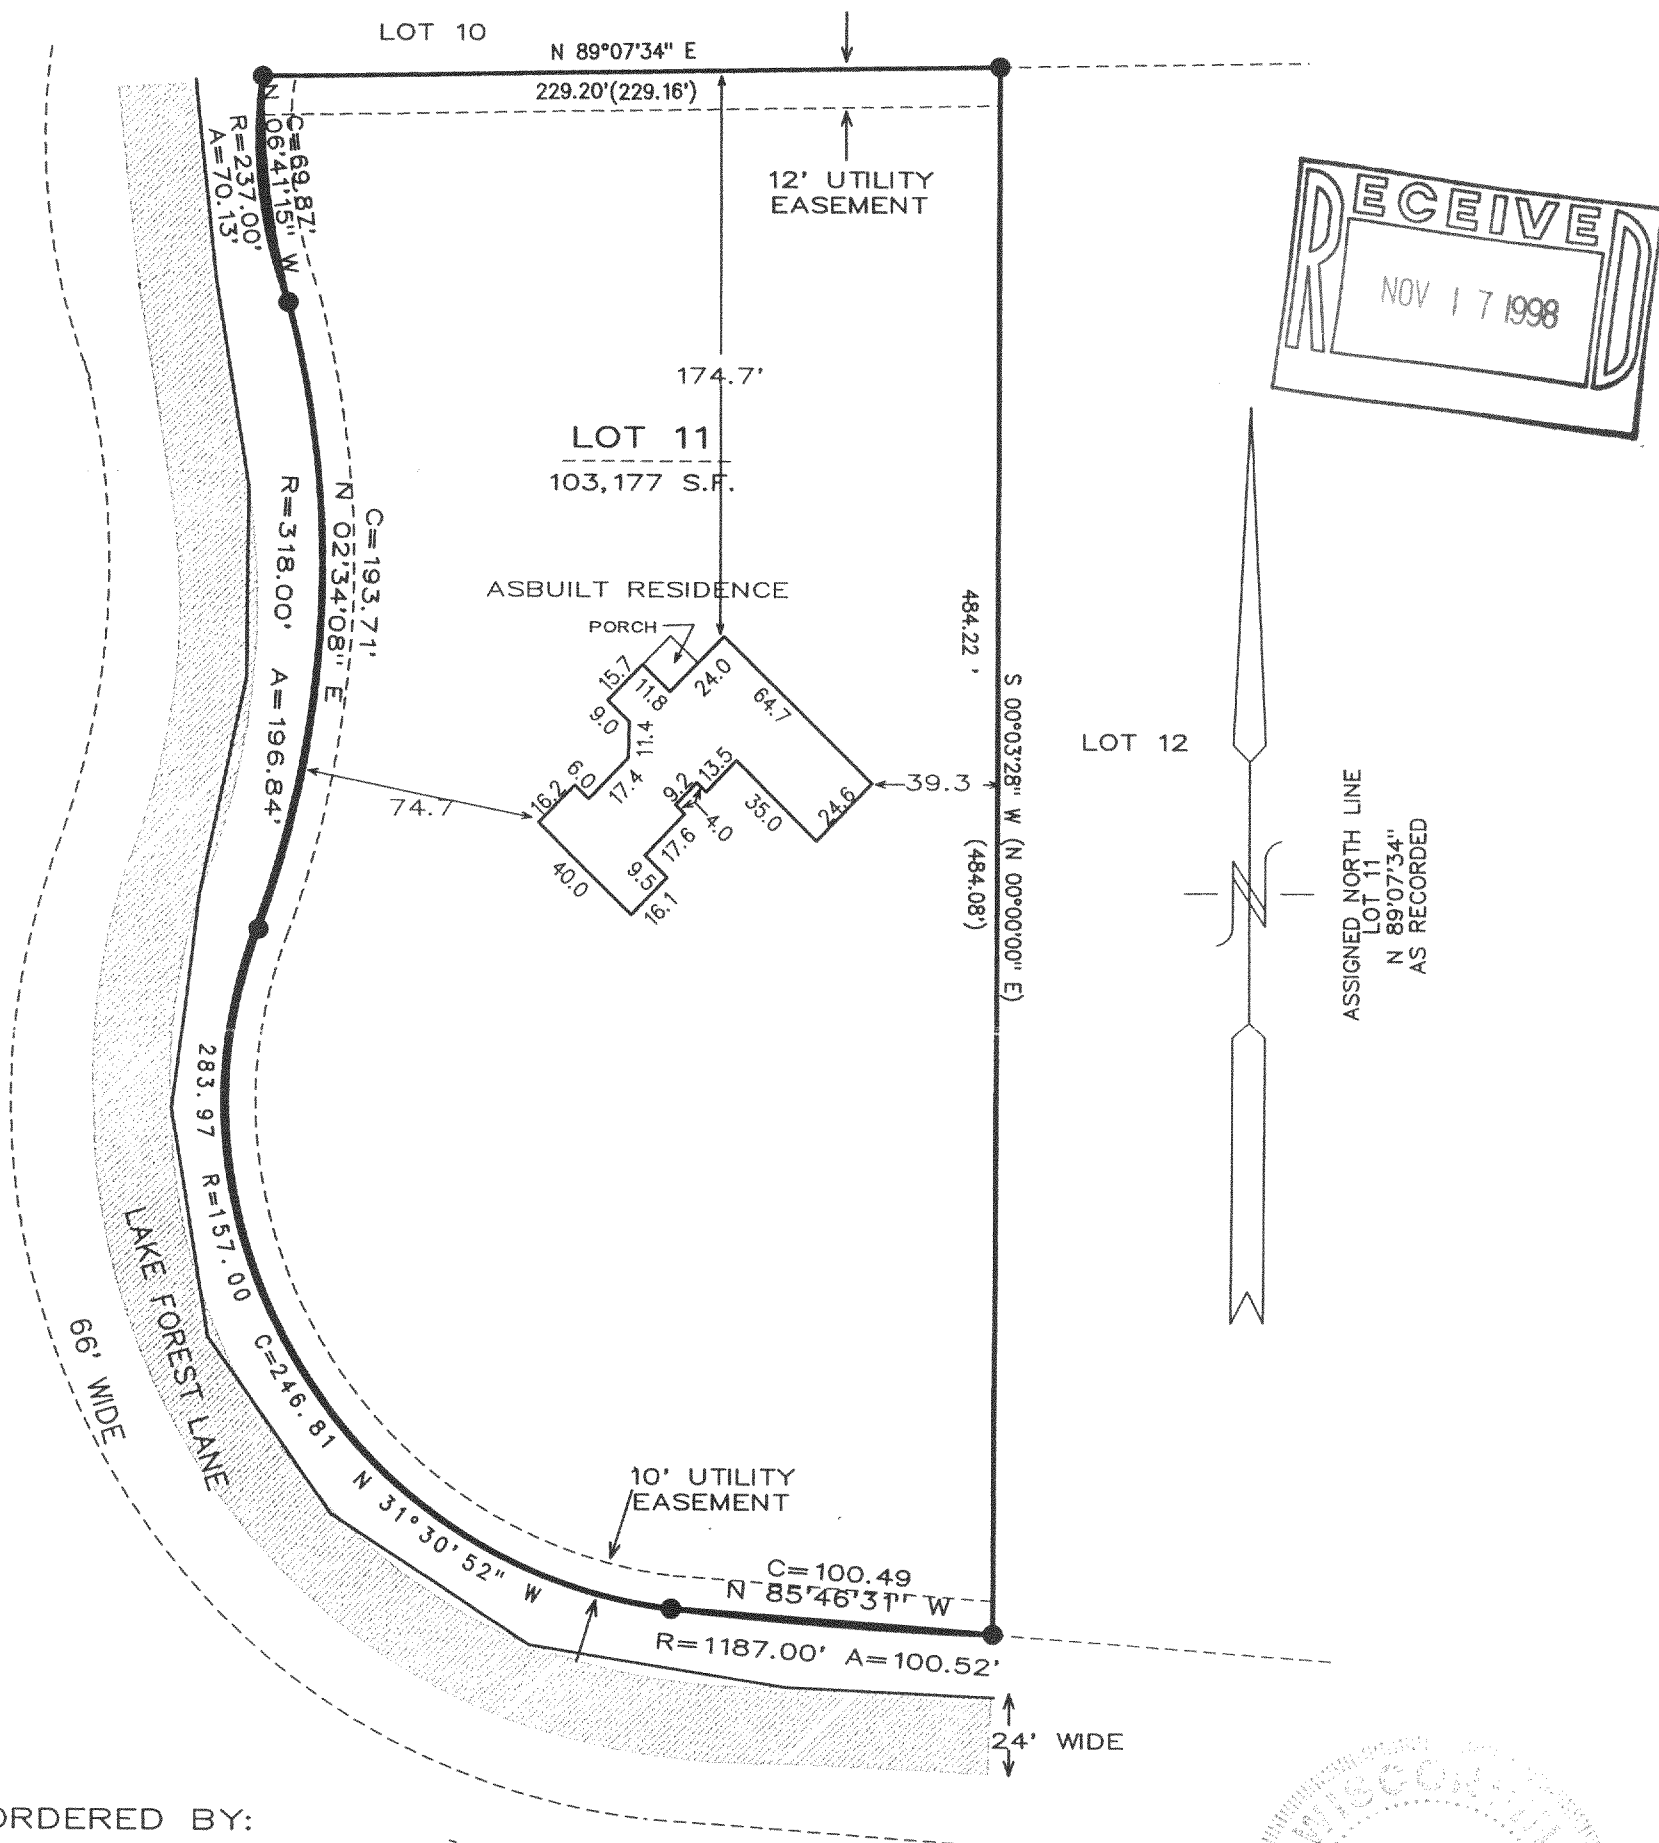 LOT 10
N 89°07'34" E
229.20'(229.16')
12' UTILITY
EASEMENT
C=69.87'
N 06°41'15" W
R=237.00'
A=70.13'
RECEIVED
NOV 17 1998
174.7'
LOT 11
103,177 S.F.
C=193.71'
N 02°34'08" E
R=318.00' A=196.84'
ASBUILT RESIDENCE
PORCH
15.7
11.8
24.0
64.7
9.0
11.4
6.0
16.2
17.4
9.2
13.5
4.0
35.0
24.6
17.6
9.5
16.1
40.0
74.7
39.3
484.22 '
S 00°03'28" W (N 00°00'00" E)
(484.08')
LOT 12
N
ASSIGNED NORTH LINE
LOT 11
N 89°07'34"
AS RECORDED
283.97 R=157.00 C=246.81 N 31°30'52" W
LAKE FOREST LANE
66' WIDE
10' UTILITY
EASEMENT
C=100.49
N 85°46'31" W
R=1187.00' A=100.52'
24' WIDE
ORDERED BY: